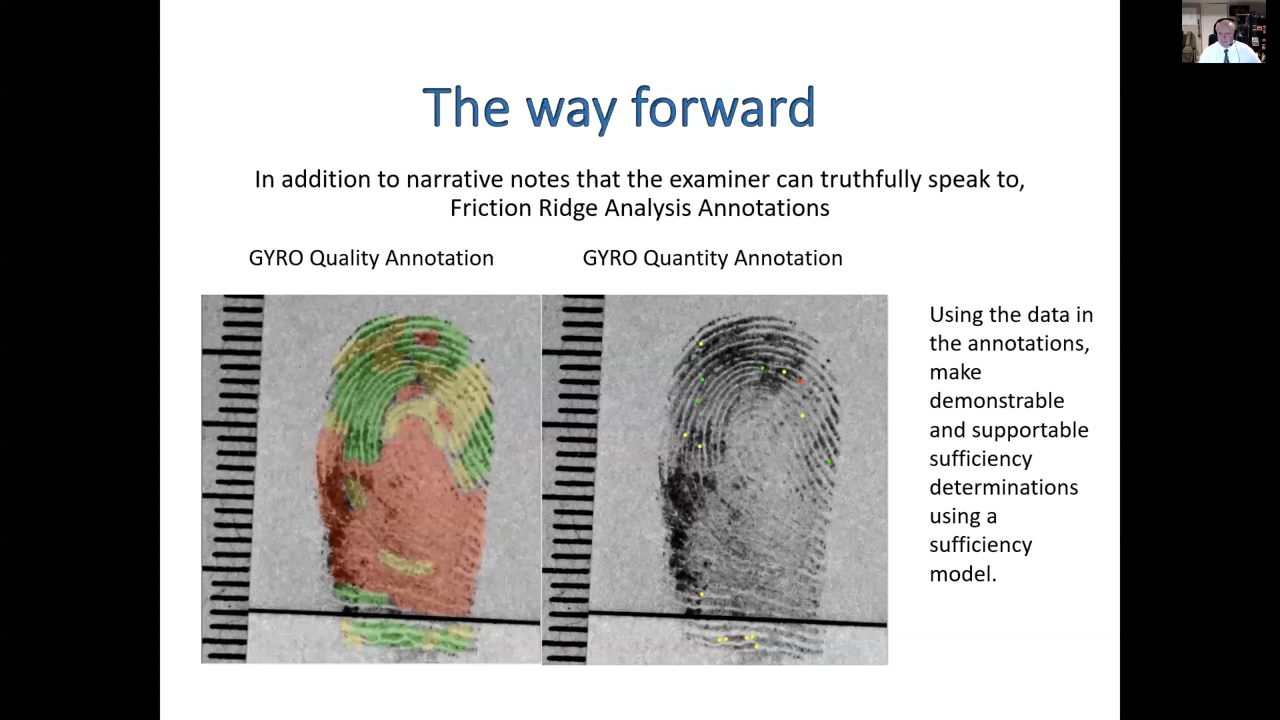 The way forward
In addition to narrative notes that the examiner can truthfully speak to,
Friction Ridge Analysis Annotations
GYRO Quality Annotation
GYRO Quantity Annotation
Using the data in
the annotations,
make
demonstrable
and supportable
sufficiency
determinations
using a
sufficiency
model.